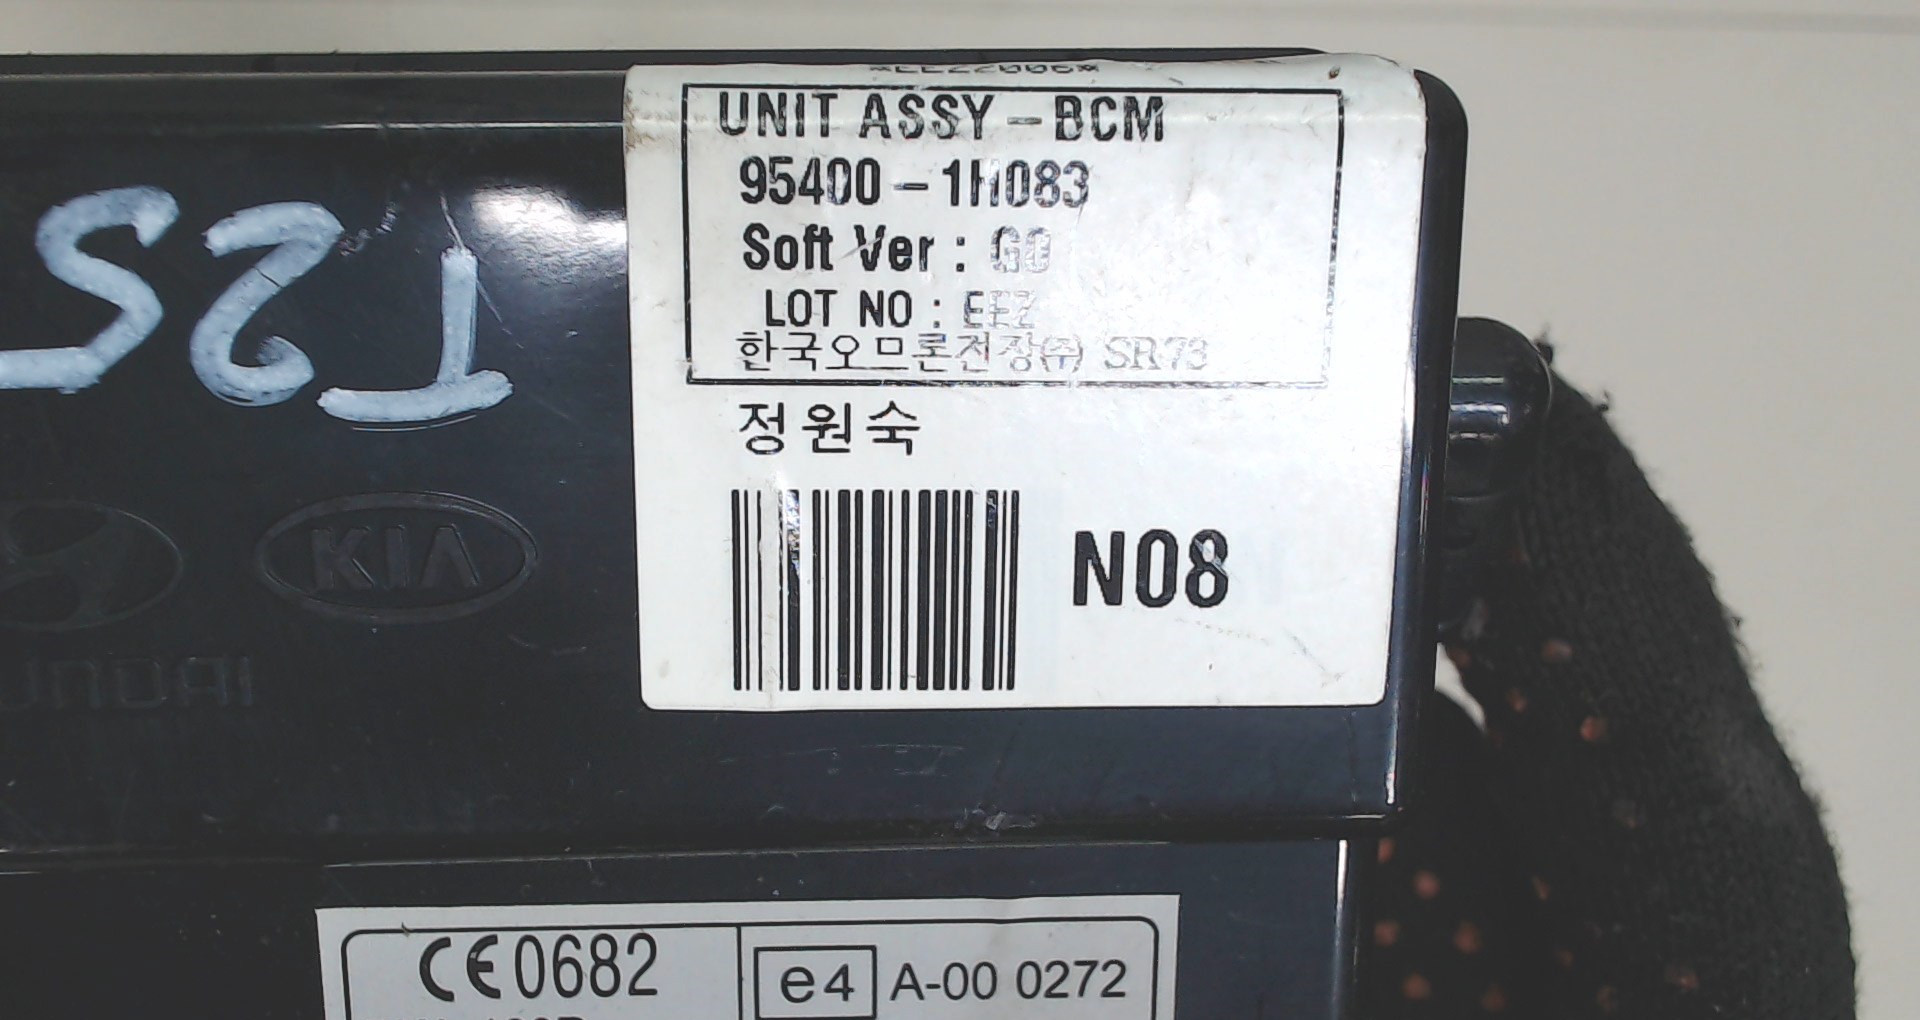 UNIT ASSY-BCM
95400-1H083
Soft Ver : G0
LOT NO : EEZ
한국오므론전장㈜ SR73
정원숙
N08
KIA
CE0682
e4 A-00 0272